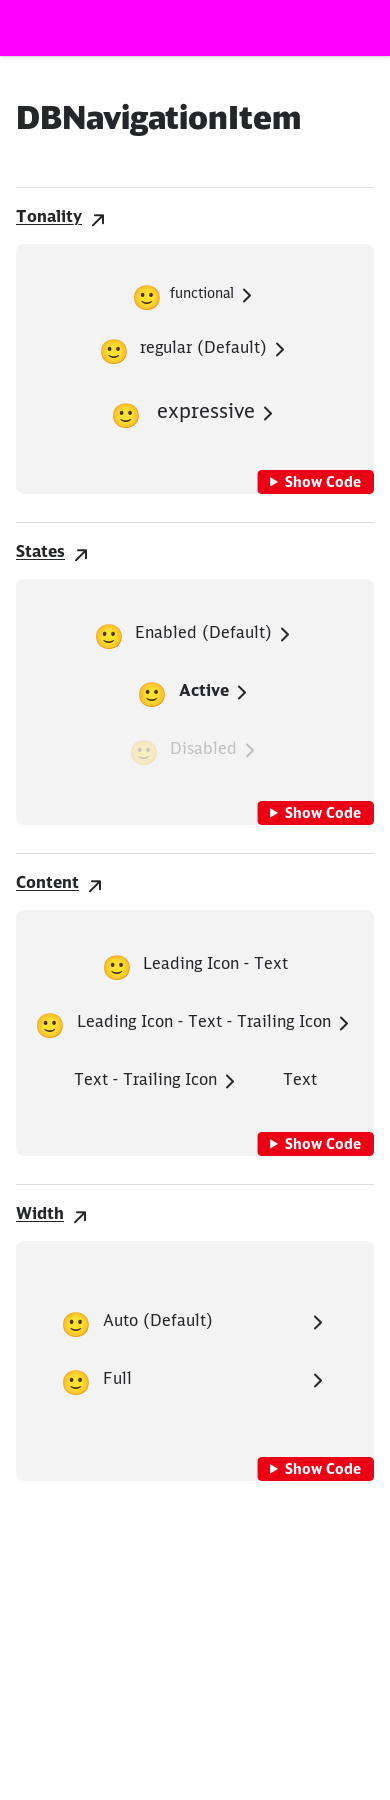 DBNavigationItem
Tonality
functional
regular (Default)
expressive
Show Code
States
Enabled (Default)
Active
Disabled
Show Code
Content
Leading Icon - Text
Leading Icon - Text - Trailing Icon
Text - Trailing Icon Text
Show Code
Width
Auto (Default)
Full
Show Code